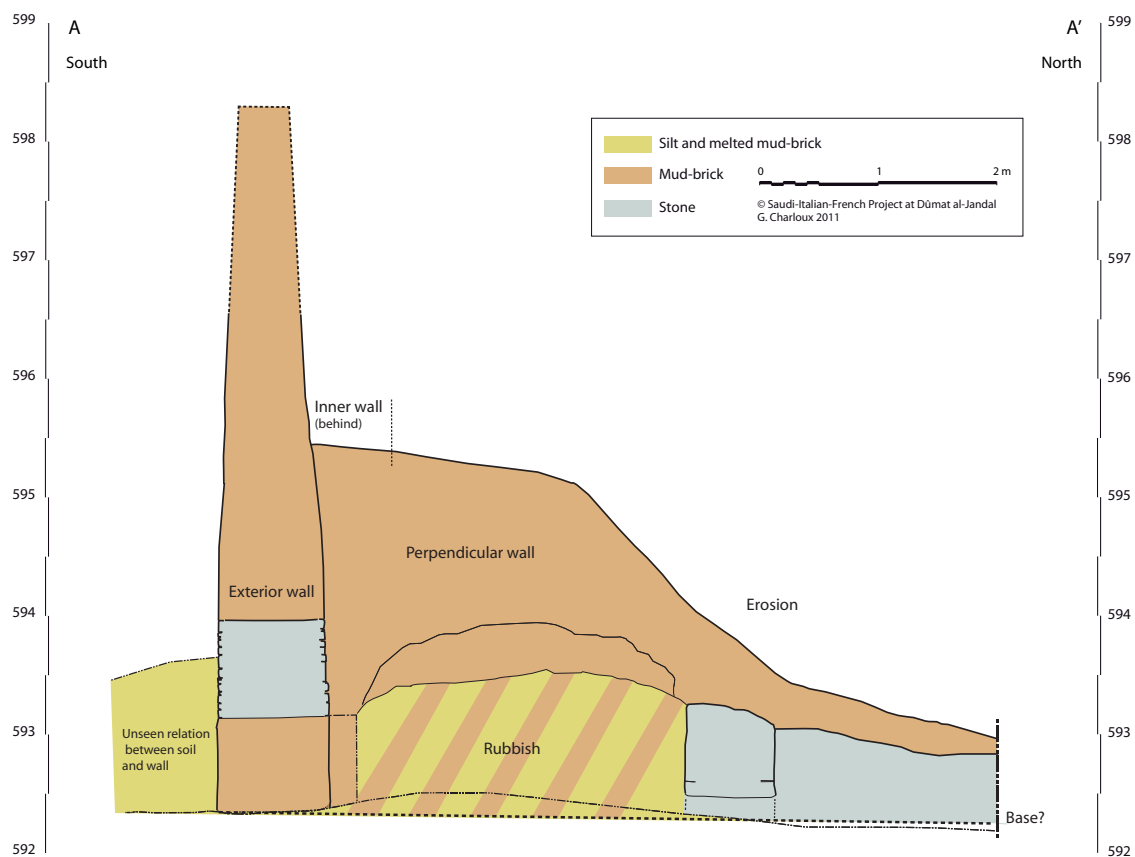 599
A
A'
599
South
North
598
598
Silt and melted mud-brick
Mud-brick
0 1 2 m
Stone
© Saudi-Italian-French Project at Dûmat al-Jandal
G. Charloux 2011
597
597
596
596
Inner wall
(behind)
595
595
Perpendicular wall
Exterior wall
Erosion
594
594
Unseen relation
between soil
and wall
Rubbish
593
593
Base?
592
592